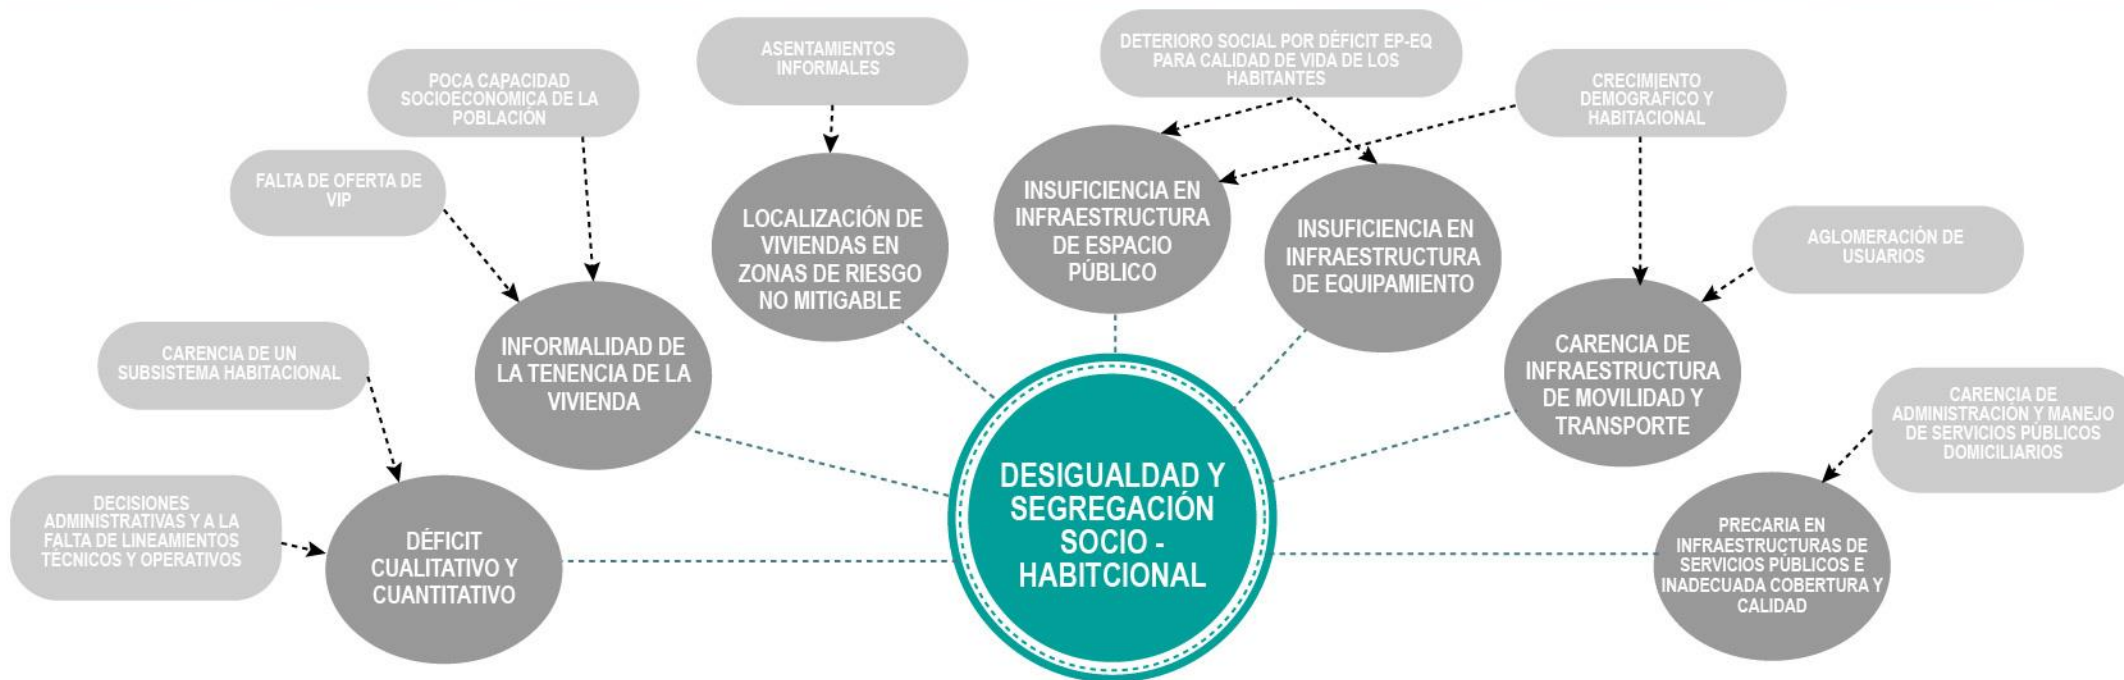 DECISIONES
ADMINISTRATIVAS Y A LA
FALTA DE LINEAMIENTOS
TÉCNICOS Y OPERATIVOS
CARENCIA DE UN
SUBSISTEMA HABITACIONAL
DÉFICIT
CUALITATIVO Y
CUANTITATIVO
FALTA DE OFERTA DE
VIP
POCA CAPACIDAD
SOCIOECONÓMICA DE LA
POBLACIÓN
INFORMALIDAD DE
LA TENENCIA DE LA
VIVIENDA
ASENTAMIENTOS
INFORMALES
LOCALIZACIÓN DE
VIVIENDAS EN
ZONAS DE RIESGO
NO MITIGABLE
DETERIORO SOCIAL POR DÉFICIT EP-EQ
PARA CALIDAD DE VIDA DE LOS
HABITANTES
INSUFICIENCIA EN
INFRAESTRUCTURA
DE ESPACIO
PÚBLICO
INSUFICIENCIA EN
INFRAESTRUCTURA
DE EQUIPAMIENTO
CRECIMIENTO
DEMOGRAFICO Y
HABITACIONAL
AGLOMERACIÓN DE
USUARIOS
CARENCIA DE
INFRAESTRUCTURA
DE MOVILIDAD Y
TRANSPORTE
CARENCIA DE
ADMINISTRACIÓN Y MANEJO
DE SERVICIOS PÚBLICOS
DOMICILIARIOS
PRECARIA EN
INFRAESTRUCTURAS DE
SERVICIOS PÚBLICOS E
INADECUADA COBERTURA Y
CALIDAD
DESIGUALDAD Y
SEGREGACIÓN
SOCIO -
HABITCIONAL